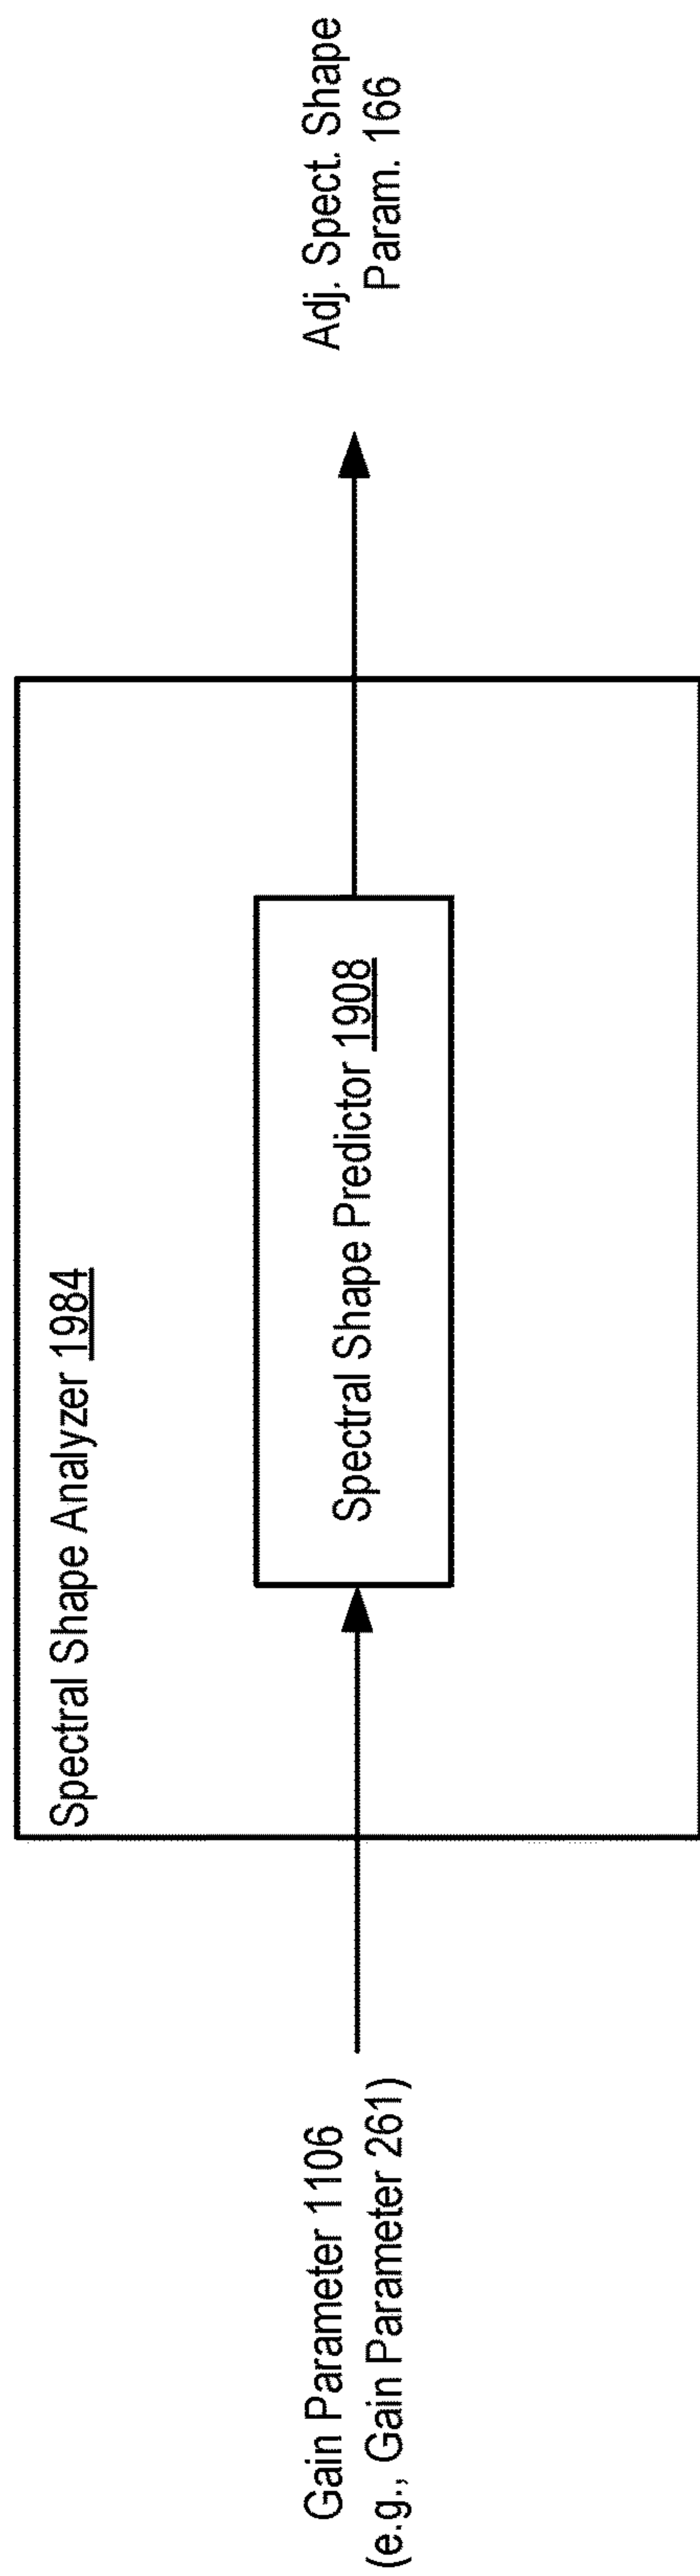 Spectral Shape Analyzer 1984
Gain Parameter 1106
(e.g., Gain Parameter 261)
Spectral Shape Predictor 1908
Adj. Spect. Shape
Param. 166